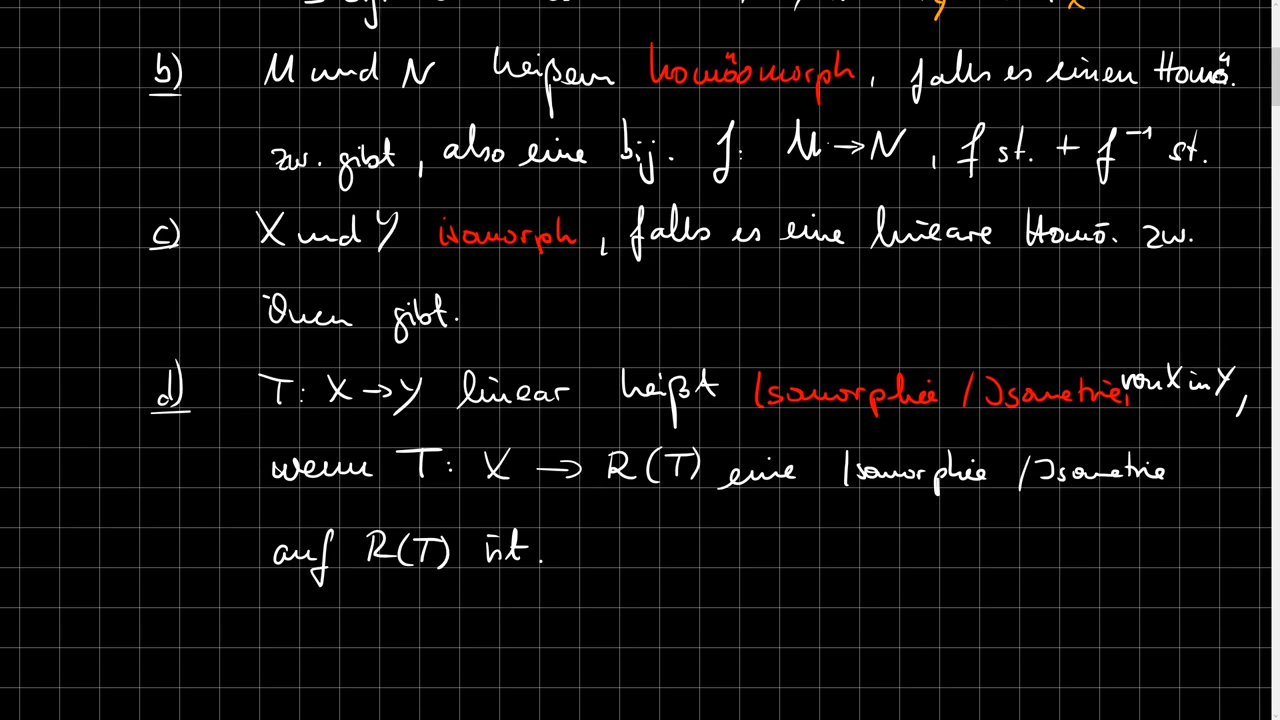 b) M und N heißen homöomorph, falls es einen Homö.
zw. gibt, also eine bij. f: M → N, f st. + f⁻¹ st.
c) X und Y isomorph, falls es eine lineare Homö. zw.
ihnen gibt.
d) T: X → Y linear heißt Isomorphie / Isometrie, von X in Y,
wenn T: X → R(T) eine Isomorphie / Isometrie
auf R(T) ist.